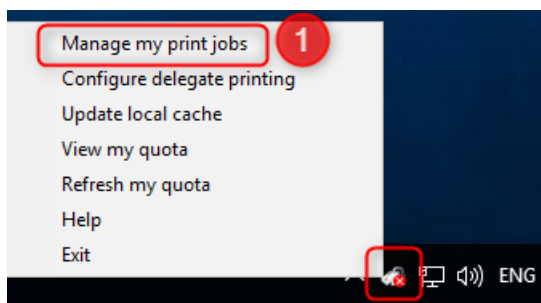 Manage my print jobs
1
Configure delegate printing
Update local cache
View my quota
Refresh my quota
Help
Exit
ENG